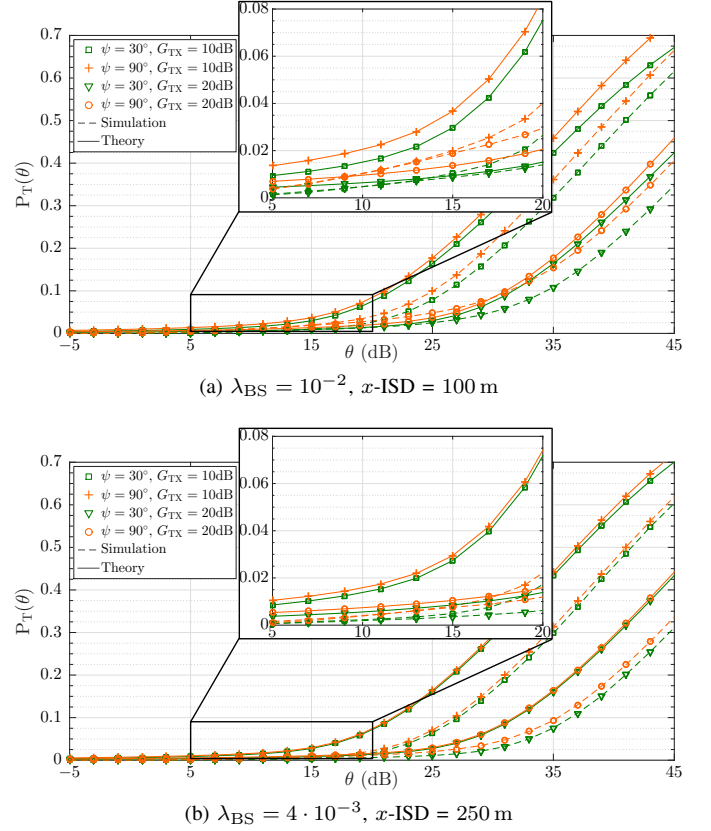 0.7
0.6
0.5
0.4
0.3
0.2
0.1
0
P_T(θ)
ψ = 30°, G_TX = 10dB
ψ = 90°, G_TX = 10dB
ψ = 30°, G_TX = 20dB
ψ = 90°, G_TX = 20dB
Simulation
Theory
0.08
0.06
0.04
0.02
0
5 10 15 20
-5 5 15 25 35 45
θ (dB)
(a) λ_BS = 10^{-2}, x-ISD = 100 m
0.7
0.6
0.5
0.4
0.3
0.2
0.1
0
P_T(θ)
ψ = 30°, G_TX = 10dB
ψ = 90°, G_TX = 10dB
ψ = 30°, G_TX = 20dB
ψ = 90°, G_TX = 20dB
Simulation
Theory
0.08
0.06
0.04
0.02
0
5 10 15 20
-5 5 15 25 35 45
θ (dB)
(b) λ_BS = 4 · 10^{-3}, x-ISD = 250 m